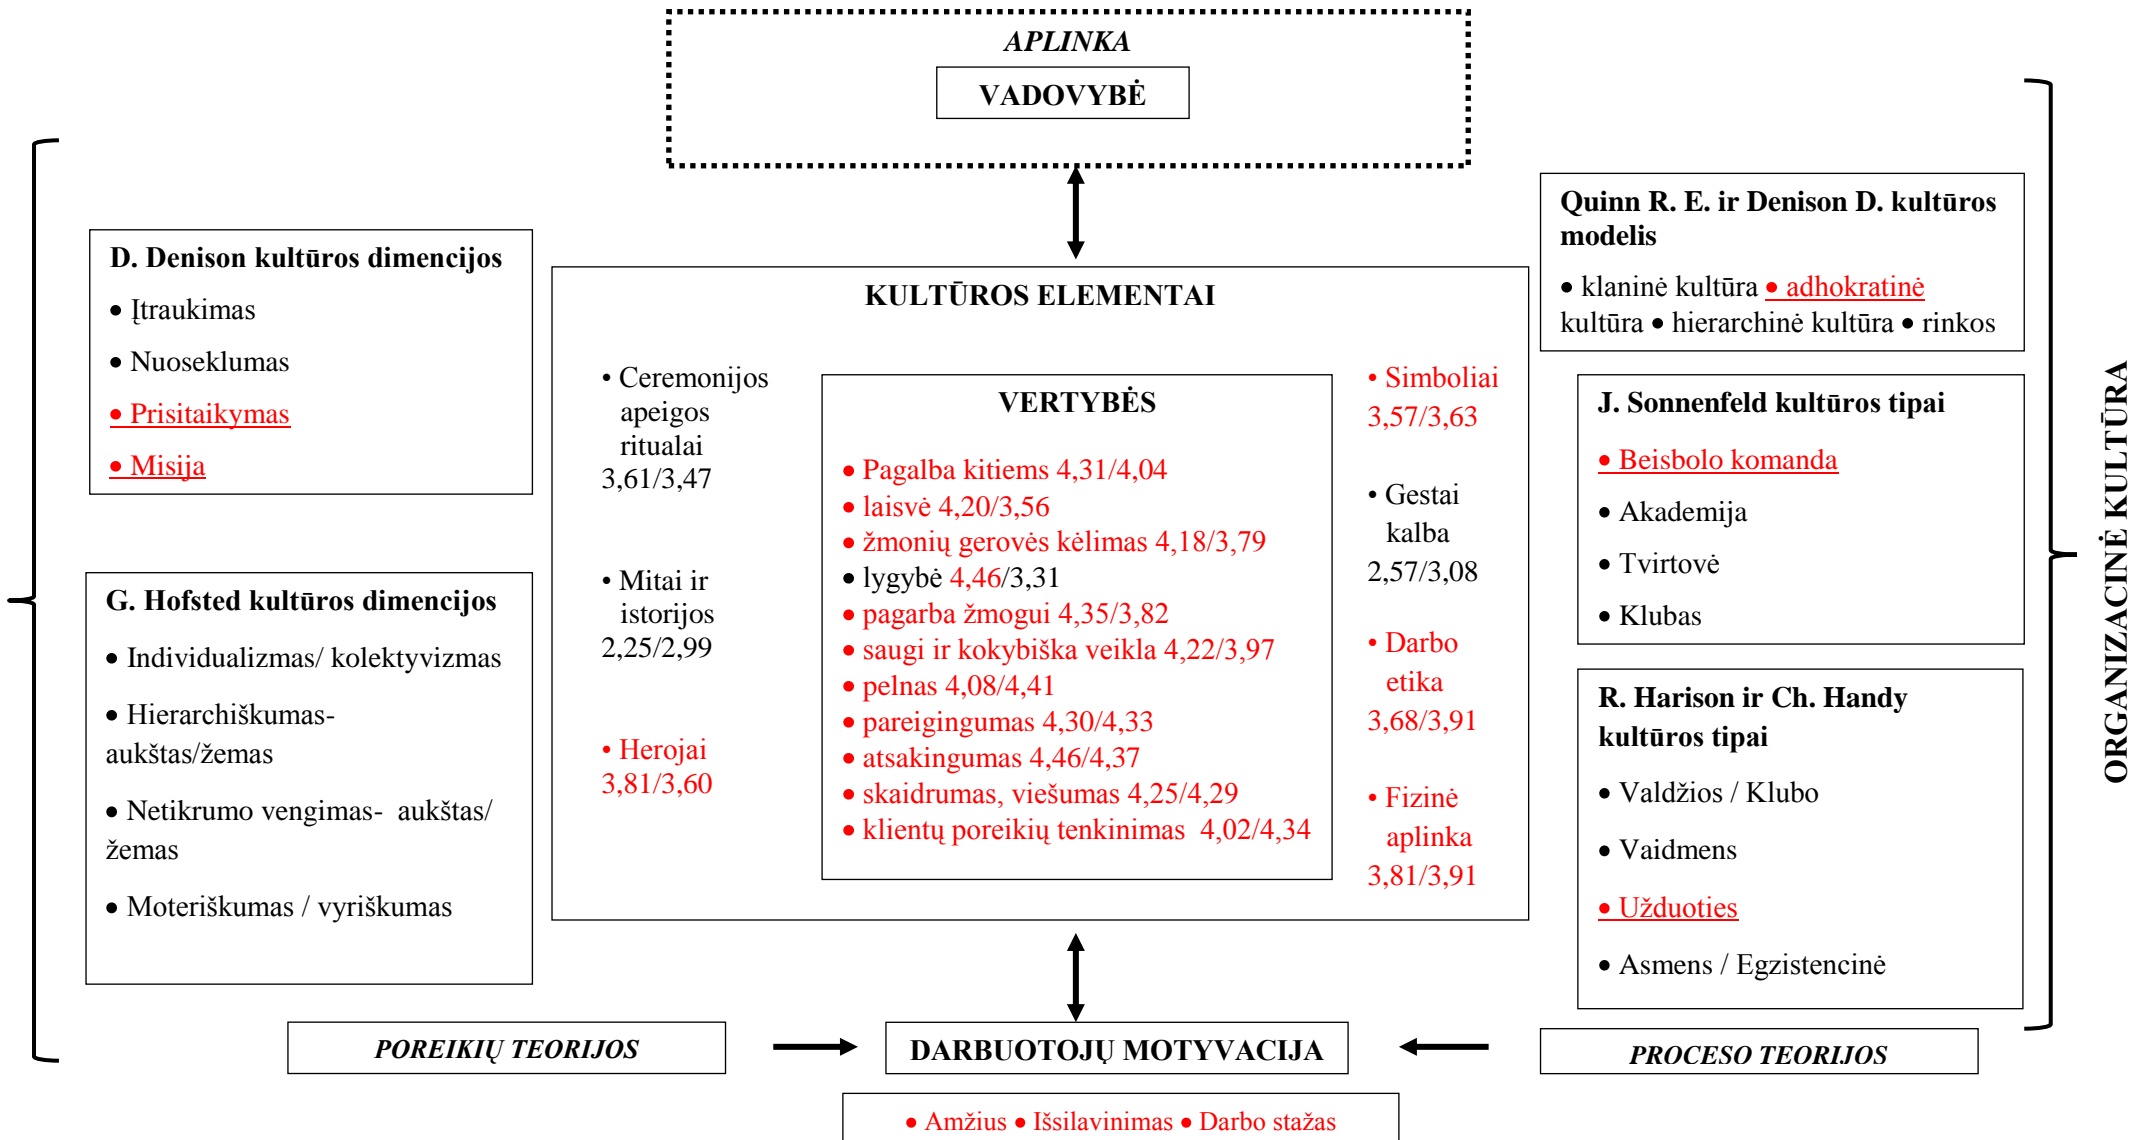 APLINKA
VADOVYBĖ
D. Denison kultūros dimencijos
• Įtraukimas
• Nuoseklumas
• Prisitaikymas
• Misija
G. Hofsted kultūros dimencijos
• Individualizmas/ kolektyvizmas
• Hierarchiškumas-
aukštas/žemas
• Netikrumo vengimas-  aukštas/
žemas
• Moteriškumas / vyriškumas
KULTŪROS ELEMENTAI
• Ceremonijos
apeigos
ritualai
3,61/3,47
• Mitai ir
istorijos
2,25/2,99
• Herojai
3,81/3,60
VERTYBĖS
• Pagalba kitiems 4,31/4,04
• laisvė 4,20/3,56
• žmonių gerovės kėlimas 4,18/3,79
• lygybė 4,46/3,31
• pagarba žmogui 4,35/3,82
• saugi ir kokybiška veikla 4,22/3,97
• pelnas 4,08/4,41
• pareigingumas 4,30/4,33
• atsakingumas 4,46/4,37
• skaidrumas, viešumas 4,25/4,29
• klientų poreikių tenkinimas  4,02/4,34
• Simboliai
3,57/3,63
• Gestai
kalba
2,57/3,08
• Darbo
etika
3,68/3,91
• Fizinė
aplinka
3,81/3,91
Quinn R. E. ir Denison D. kultūros
modelis
• klaninė kultūra • adhokratinė
kultūra • hierarchinė kultūra • rinkos
J. Sonnenfeld kultūros tipai
• Beisbolo komanda
• Akademija
• Tvirtovė
• Klubas
R. Harison ir Ch. Handy
kultūros tipai
• Valdžios / Klubo
• Vaidmens
• Užduoties
• Asmens / Egzistencinė
ORGANIZACINĖ KULTŪRA
POREIKIŲ TEORIJOS
DARBUOTOJŲ MOTYVACIJA
PROCESO TEORIJOS
• Amžius • Išsilavinimas • Darbo stažas